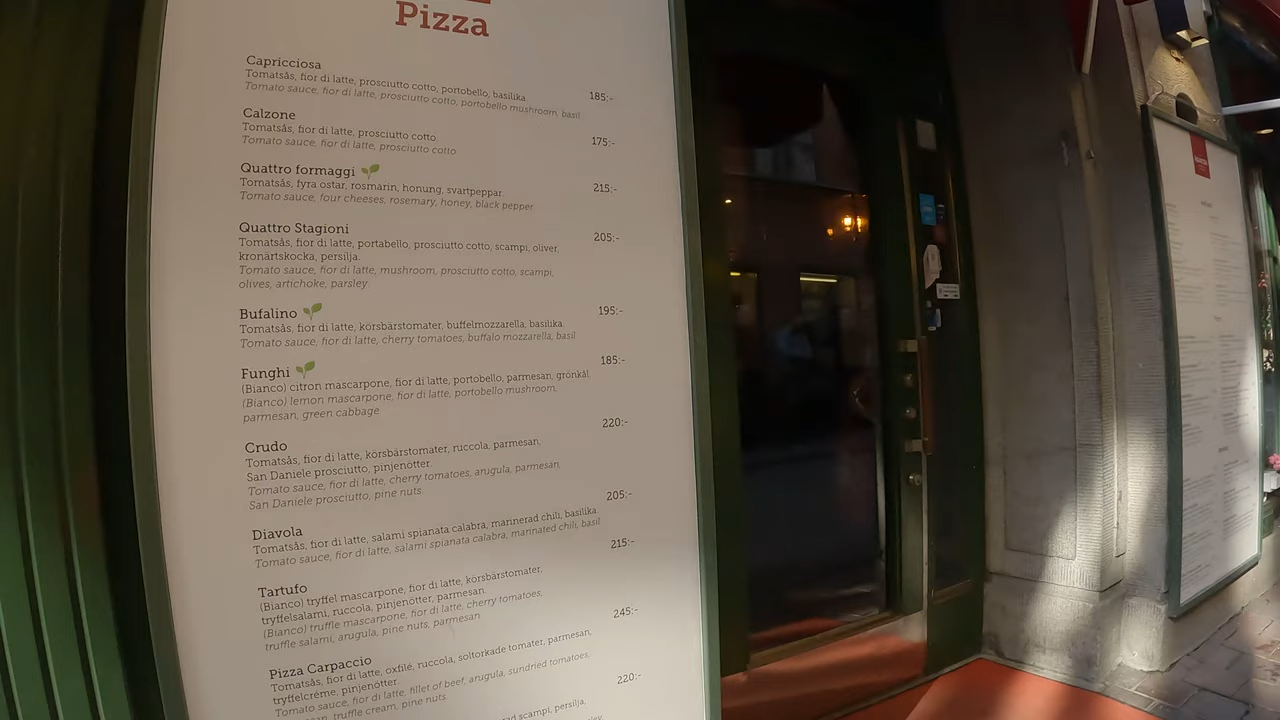 Pizza
Capricciosa
Tomatsås, fior di latte, prosciutto cotto, portobello, basilika.
Tomato sauce, fior di latte, prosciutto cotto, portobello mushroom, basil
185:-
Calzone
Tomatsås, fior di latte, prosciutto cotto.
Tomato sauce, fior di latte, prosciutto cotto
175:-
Quattro formaggi
Tomatsås, fyra ostar, rosmarin, honung, svartpeppar.
Tomato sauce, four cheeses, rosemary, honey, black pepper
215:-
Quattro Stagioni
Tomatsås, fior di latte, portabello, prosciutto cotto, scampi, oliver,
kronärtskocka, persilja.
Tomato sauce, fior di latte, mushroom, prosciutto cotto, scampi,
olives, artichoke, parsley
205:-
Bufalino
Tomatsås, fior di latte, körsbärstomater, buffelmozzarella, basilika.
Tomato sauce, fior di latte, cherry tomatoes, buffalo mozzarella, basil
195:-
Funghi
(Bianco) citron mascarpone, fior di latte, portobello, parmesan, grönkål.
(Bianco) lemon mascarpone, fior di latte, portobello mushroom,
parmesan, green cabbage
185:-
Crudo
Tomatsås, fior di latte, körsbärstomater, ruccola, parmesan,
San Daniele prosciutto, pinjenötter.
Tomato sauce, fior di latte, cherry tomatoes, arugula, parmesan,
San Daniele prosciutto, pine nuts.
220:-
Diavola
Tomatsås, fior di latte, salami spianata calabra, marinerad chili, basilika.
Tomato sauce, fior di latte, salami spianata calabra, marinated chili, basil
205:-
Tartufo
(Bianco) tryffel mascarpone, fior di latte, körsbärstomater,
tryffelsalami, ruccola, pinjenötter, parmesan.
(Bianco) truffle mascarpone, fior di latte, cherry tomatoes,
truffle salami, arugula, pine nuts, parmesan
215:-
Pizza Carpaccio
Tomatsås, fior di latte, oxfilé, ruccola, soltorkade tomater, parmesan,
tryffelcréme, pinjenötter.
Tomato sauce, fior di latte, fillet of beef, arugula, sundried tomatoes,
truffle cream, pine nuts
245:-
scampi, persilja,
220:-